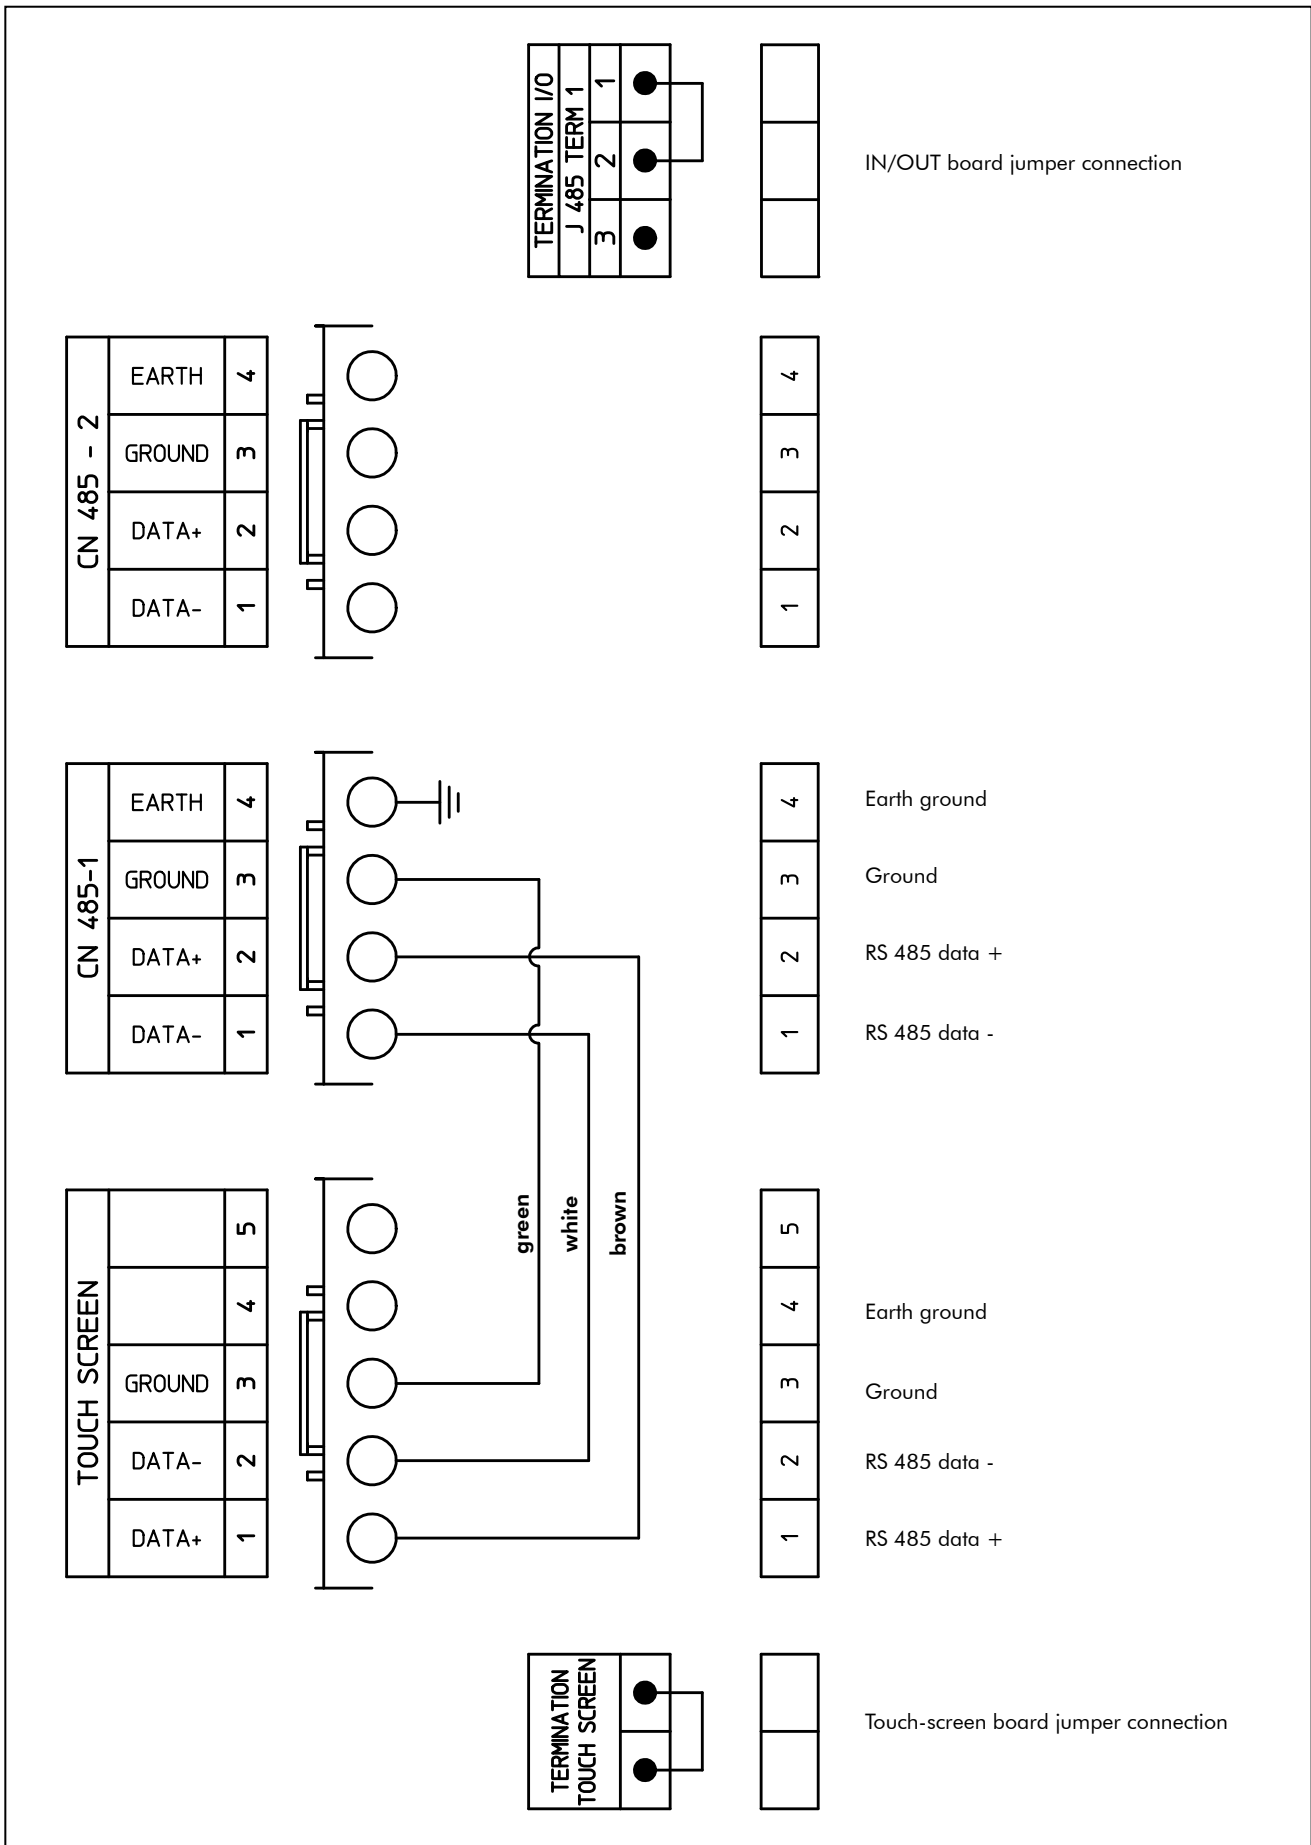 TERMINATION I/O
J 485 TERM 1
1
2
3
IN/OUT board jumper connection
CN 485 - 2
EARTH 4
GROUND 3
DATA+ 2
DATA- 1
4
3
2
1
CN 485-1
EARTH 4
GROUND 3
DATA+ 2
DATA- 1
4 Earth ground
3 Ground
2 RS 485 data +
1 RS 485 data -
green
white
brown
TOUCH SCREEN
5
4
GROUND 3
DATA- 2
DATA+ 1
5
4 Earth ground
3 Ground
2 RS 485 data -
1 RS 485 data +
TERMINATION
TOUCH SCREEN
Touch-screen board jumper connection